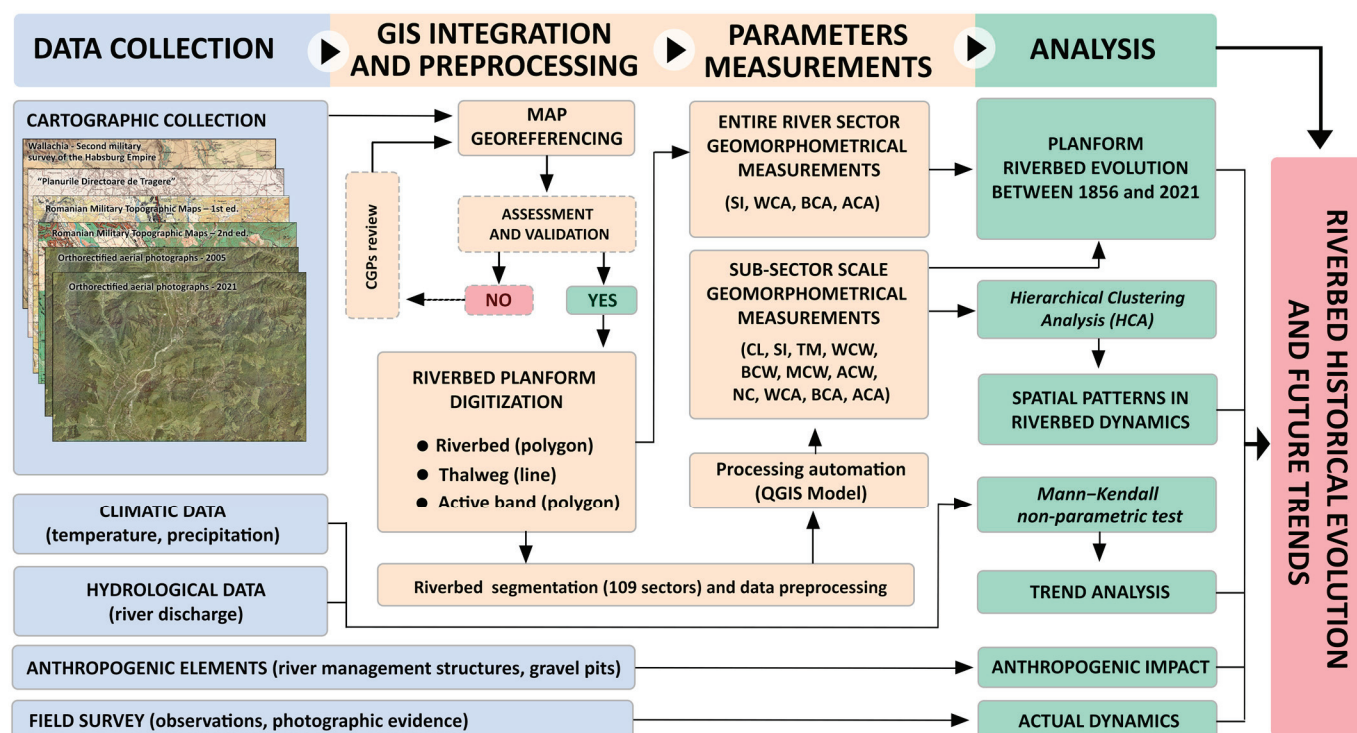 DATA COLLECTION
GIS INTEGRATION
AND PREPROCESSING
PARAMETERS
MEASUREMENTS
ANALYSIS
CARTOGRAPHIC COLLECTION
Wallachia - Second military
survey of the Habsburg Empire
"Planurile Directoare de Tragere"
Romanian Military Topographic Maps – 1st ed.
Romanian Military Topographic Maps – 2nd ed.
Orthorectified aerial photographs - 2005
Orthorectified aerial photographs - 2021
CLIMATIC DATA
(temperature, precipitation)
HYDROLOGICAL DATA
(river discharge)
ANTHROPOGENIC ELEMENTS (river management structures, gravel pits)
FIELD SURVEY (observations, photographic evidence)
MAP
GEOREFERENCING
CGPs review
ASSESSMENT
AND VALIDATION
NO
YES
RIVERBED PLANFORM
DIGITIZATION
● Riverbed (polygon)
● Thalweg (line)
● Active band (polygon)
Riverbed segmentation (109 sectors) and data preprocessing
ENTIRE RIVER SECTOR
GEOMORPHOMETRICAL
MEASUREMENTS
(SI, WCA, BCA, ACA)
SUB-SECTOR SCALE
GEOMORPHOMETRICAL
MEASUREMENTS
(CL, SI, TM, WCW,
BCW, MCW, ACW,
NC, WCA, BCA, ACA)
Processing automation
(QGIS Model)
PLANFORM
RIVERBED EVOLUTION
BETWEEN 1856 and 2021
Hierarchical Clustering
Analysis (HCA)
SPATIAL PATTERNS IN
RIVERBED DYNAMICS
Mann–Kendall
non-parametric test
TREND ANALYSIS
ANTHROPOGENIC IMPACT
ACTUAL DYNAMICS
RIVERBED HISTORICAL EVOLUTION
AND FUTURE TRENDS